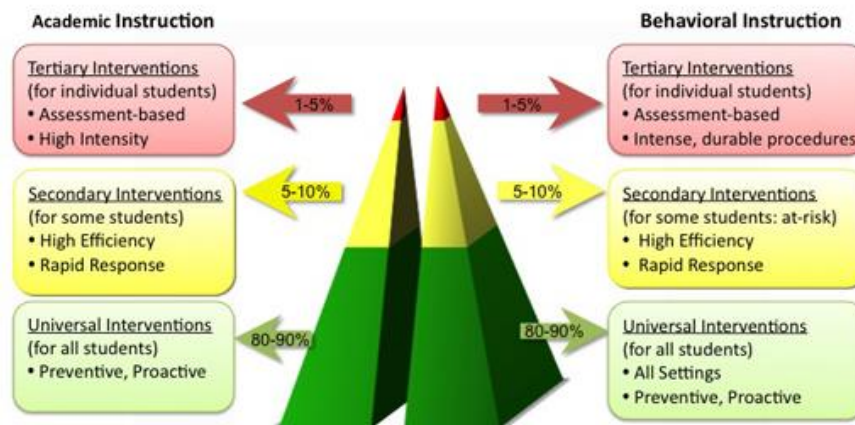 Academic Instruction
Tertiary Interventions
(for individual students)
• Assessment-based
• High Intensity
1-5%
Secondary Interventions
(for some students)
• High Efficiency
• Rapid Response
5-10%
Universal Interventions
(for all students)
• Preventive, Proactive
80-90%
Behavioral Instruction
1-5%
Tertiary Interventions
(for individual students)
• Assessment-based
• Intense, durable procedures
5-10%
Secondary Interventions
(for some students: at-risk)
• High Efficiency
• Rapid Response
80-90%
Universal Interventions
(for all students)
• All Settings
• Preventive, Proactive